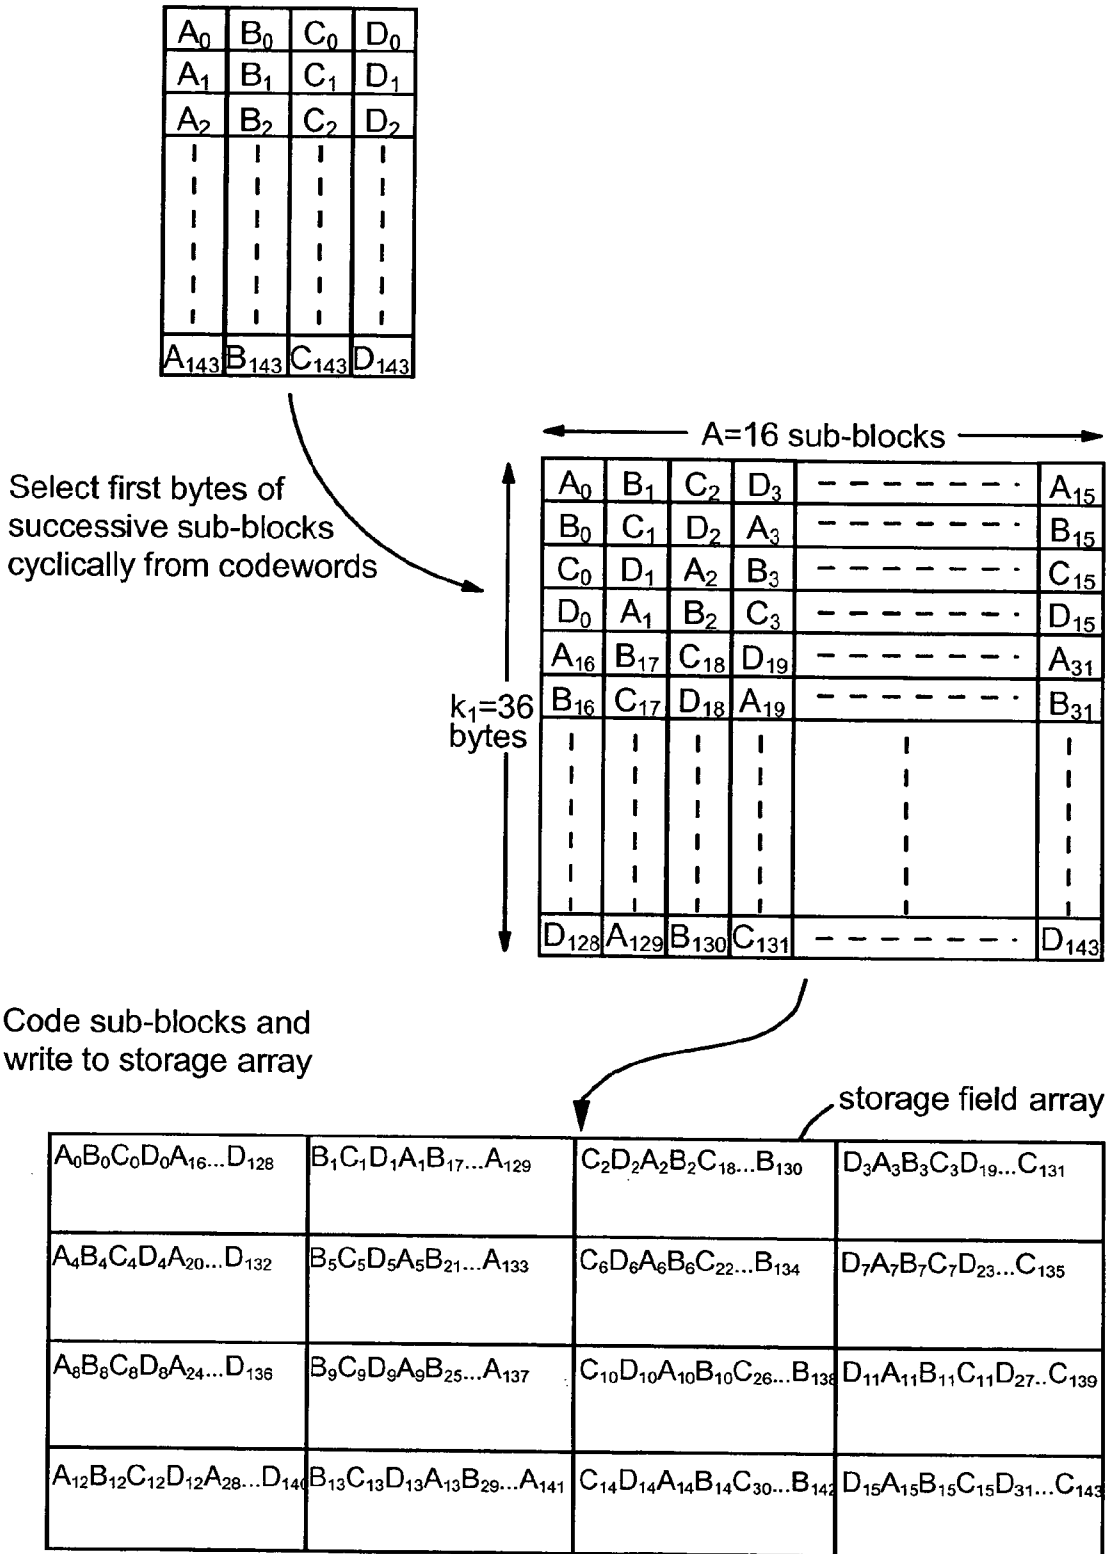 A₀ B₀ C₀ D₀
A₁ B₁ C₁ D₁
A₂ B₂ C₂ D₂
A₁₄₃ B₁₄₃ C₁₄₃ D₁₄₃
Select first bytes of
successive sub-blocks
cyclically from codewords
A=16 sub-blocks
A₀ B₁ C₂ D₃ A₁₅
B₀ C₁ D₂ A₃ B₁₅
C₀ D₁ A₂ B₃ C₁₅
D₀ A₁ B₂ C₃ D₁₅
A₁₆ B₁₇ C₁₈ D₁₉ A₃₁
B₁₆ C₁₇ D₁₈ A₁₉ B₃₁
k₁=36
bytes
D₁₂₈ A₁₂₉ B₁₃₀ C₁₃₁ D₁₄₃
Code sub-blocks and
write to storage array
storage field array
A₀B₀C₀D₀A₁₆...D₁₂₈ B₁C₁D₁A₁B₁₇...A₁₂₉ C₂D₂A₂B₂C₁₈...B₁₃₀ D₃A₃B₃C₃D₁₉...C₁₃₁
A₄B₄C₄D₄A₂₀...D₁₃₂ B₅C₅D₅A₅B₂₁...A₁₃₃ C₆D₆A₆B₆C₂₂...B₁₃₄ D₇A₇B₇C₇D₂₃...C₁₃₅
A₈B₈C₈D₈A₂₄...D₁₃₆ B₉C₉D₉A₉B₂₅...A₁₃₇ C₁₀D₁₀A₁₀B₁₀C₂₆...B₁₃₈ D₁₁A₁₁B₁₁C₁₁D₂₇..C₁₃₉
A₁₂B₁₂C₁₂D₁₂A₂₈...D₁₄₀ B₁₃C₁₃D₁₃A₁₃B₂₉...A₁₄₁ C₁₄D₁₄A₁₄B₁₄C₃₀...B₁₄₂ D₁₅A₁₅B₁₅C₁₅D₃₁...C₁₄₃